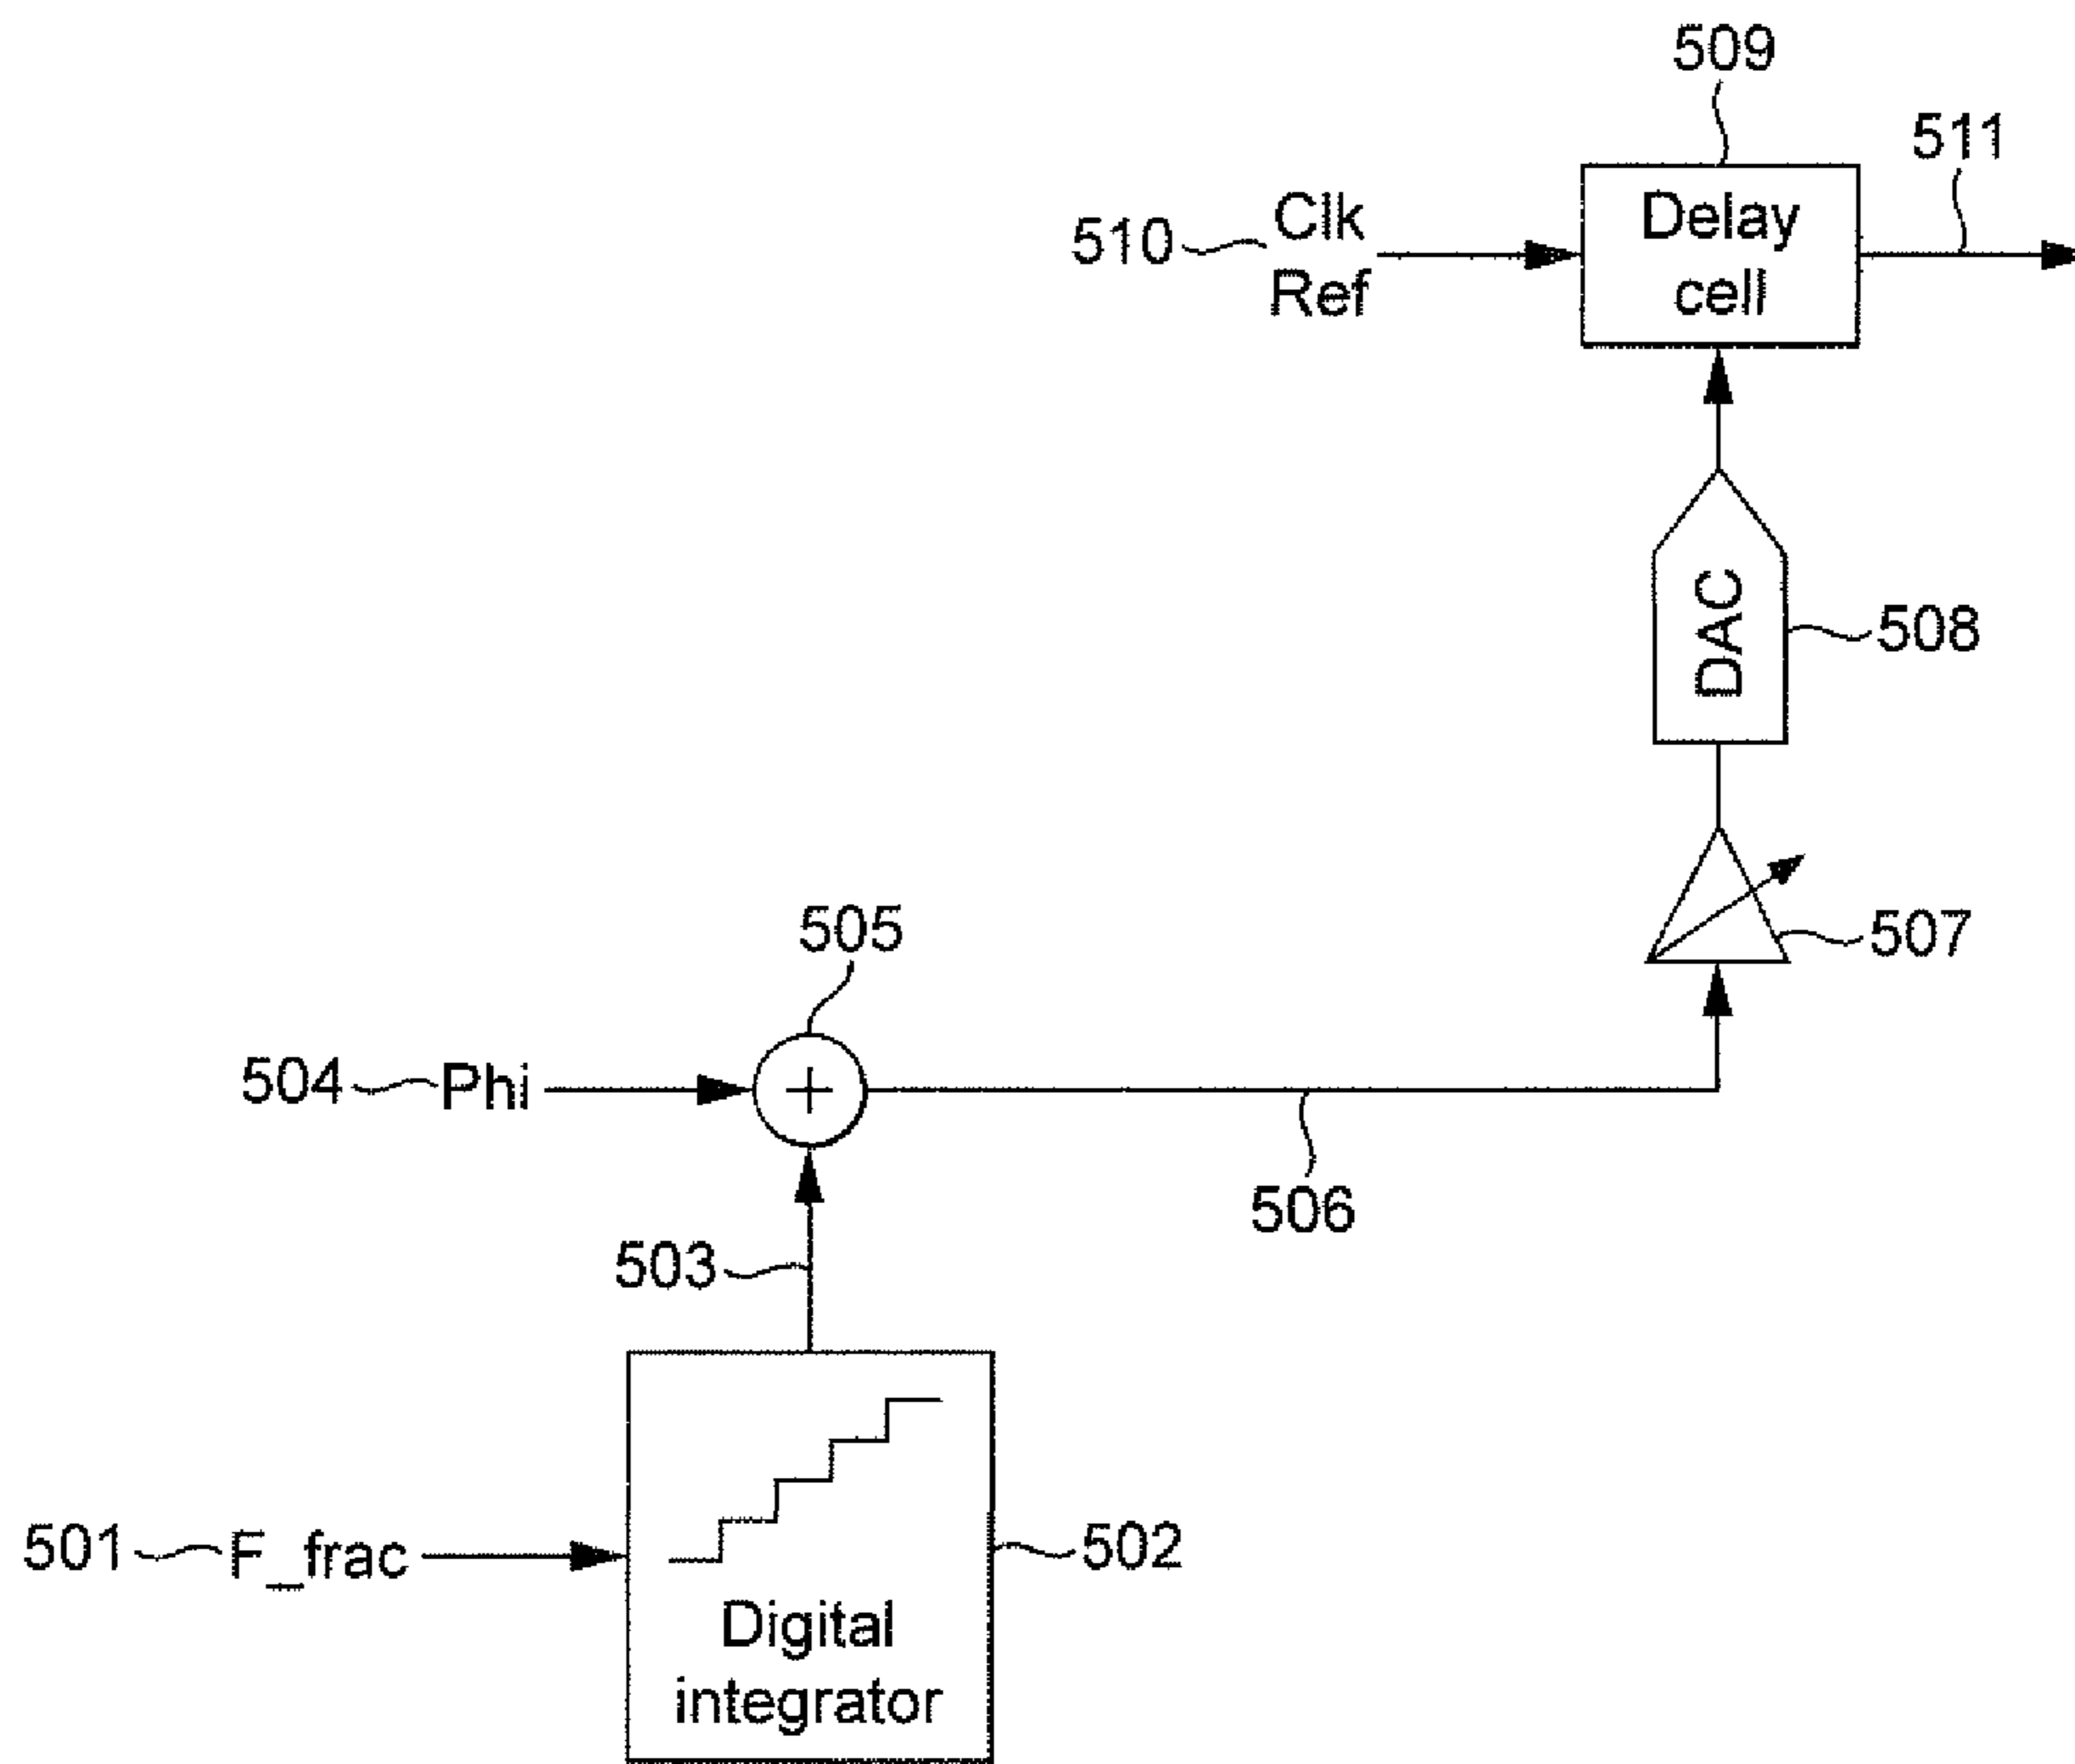 509
511
510
Clk
Ref
Delay
cell
DAC
508
507
505
504
Phi
+
506
503
501
F_frac
502
Digital
integrator